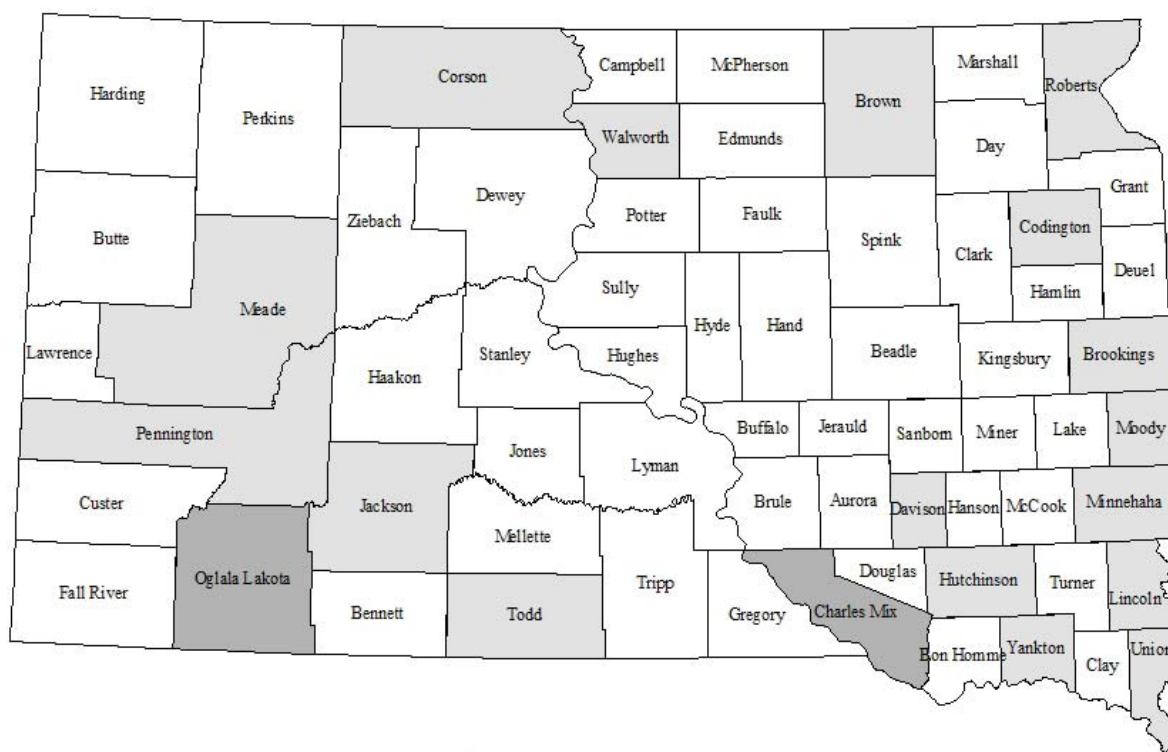 Harding
Perkins
Corson
Campbell
McPherson
Brown
Marshall
Roberts
Walworth
Edmunds
Day
Butte
Ziebach
Dewey
Potter
Faulk
Spink
Clark
Codington
Grant
Deuel
Hamlin
Meade
Lawrence
Haakon
Stanley
Sully
Hughes
Hyde
Hand
Beadle
Kingsbury
Brookings
Pennington
Jones
Lyman
Buffalo
Jerauld
Sanborn
Miner
Lake
Moody
Custer
Jackson
Mellette
Brule
Aurora
Davison
Hanson
McCook
Minnehaha
Fall River
Oglala Lakota
Bennett
Todd
Tripp
Gregory
Charles Mix
Douglas
Hutchinson
Turner
Lincoln
Bon Homme
Yankton
Clay
Union